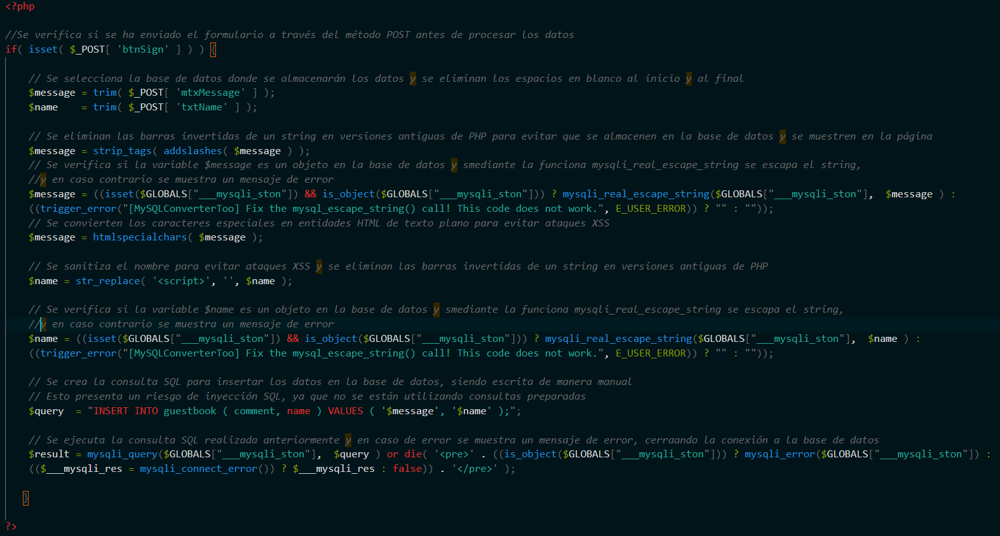 <?php
//Se verifica si se ha enviado el formulario a través del método POST antes de procesar los datos
if( isset( $_POST[ 'btnSign' ] ) ) {
// Se selecciona la base de datos donde se almacenarán los datos y se eliminan los espacios en blanco al inicio y al final
$message = trim( $_POST[ 'mtxMessage' ] );
$name    = trim( $_POST[ 'txtName' ] );
// Se eliminan las barras invertidas de un string en versiones antiguas de PHP para evitar que se almacenen en la base de datos y se muestren en la página
$message = strip_tags( addslashes( $message ) );
// Se verifica si la variable $message es un objeto en la base de datos y smediante la funciona mysqli_real_escape_string se escapa el string,
//y en caso contrario se muestra un mensaje de error
$message = ((isset($GLOBALS["___mysqli_ston"]) && is_object($GLOBALS["___mysqli_ston"])) ? mysqli_real_escape_string($GLOBALS["___mysqli_ston"],  $message ) :
((trigger_error("[MySQLConverterToo] Fix the mysql_escape_string() call! This code does not work.", E_USER_ERROR)) ? "" : ""));
// Se convierten los caracteres especiales en entidades HTML de texto plano para evitar ataques XSS
$message = htmlspecialchars( $message );
// Se sanitiza el nombre para evitar ataques XSS y se eliminan las barras invertidas de un string en versiones antiguas de PHP
$name = str_replace( '<script>', '', $name );
// Se verifica si la variable $name es un objeto en la base de datos y smediante la funciona mysqli_real_escape_string se escapa el string,
//y en caso contrario se muestra un mensaje de error
$name = ((isset($GLOBALS["___mysqli_ston"]) && is_object($GLOBALS["___mysqli_ston"])) ? mysqli_real_escape_string($GLOBALS["___mysqli_ston"],  $name ) :
((trigger_error("[MySQLConverterToo] Fix the mysql_escape_string() call! This code does not work.", E_USER_ERROR)) ? "" : ""));
// Se crea la consulta SQL para insertar los datos en la base de datos, siendo escrita de manera manual
// Esto presenta un riesgo de inyección SQL, ya que no se están utilizando consultas preparadas
$query  = "INSERT INTO guestbook ( comment, name ) VALUES ( '$message', '$name' );";
// Se ejecuta la consulta SQL realizada anteriormente y en caso de error se muestra un mensaje de error, cerraando la conexión a la base de datos
$result = mysqli_query($GLOBALS["___mysqli_ston"],  $query ) or die( '<pre>' . ((is_object($GLOBALS["___mysqli_ston"])) ? mysqli_error($GLOBALS["___mysqli_ston"]) :
(($___mysqli_res = mysqli_connect_error()) ? $___mysqli_res : false)) . '</pre>' );
}
?>